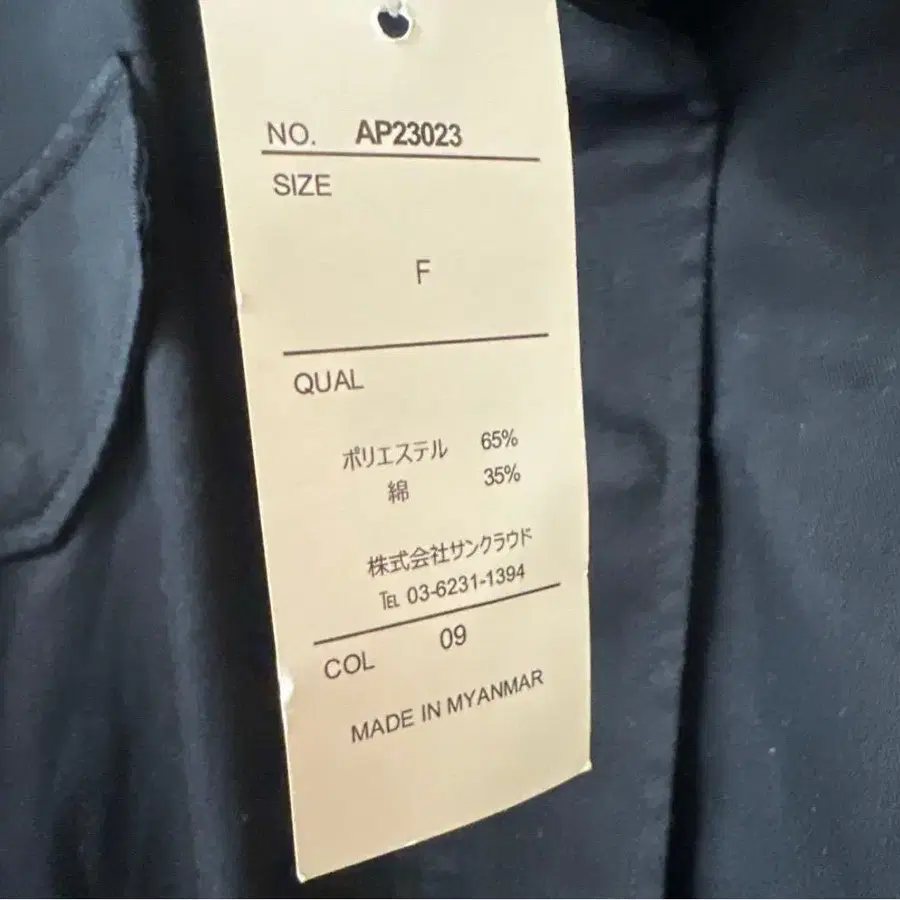 NO. AP23023
SIZE
F
QUAL
ポリエステル 65%
綿 35%
株式会社サンクラウド
TEL 03-6231-1394
COL 09
MADE IN MYANMAR